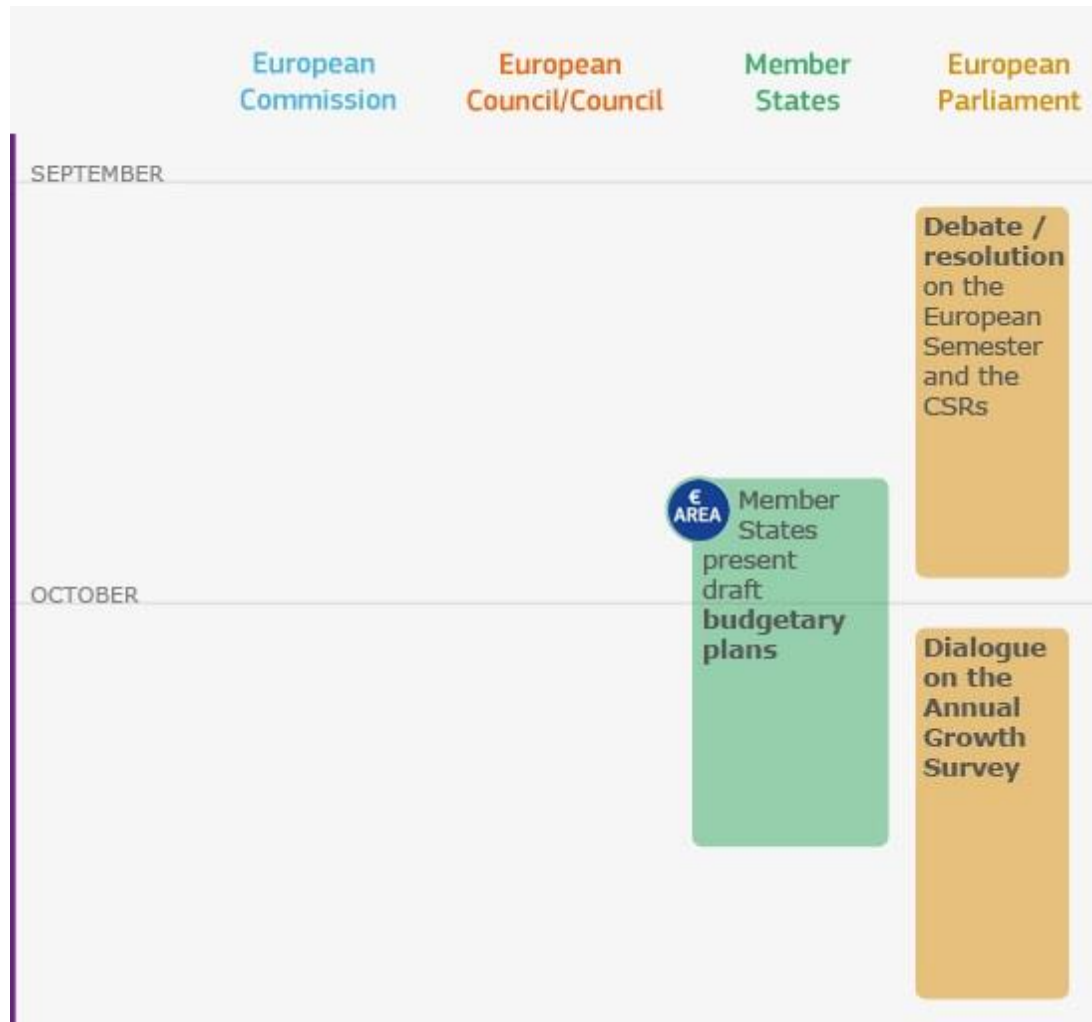 European
Commission
European
Council/Council
Member
States
European
Parliament
SEPTEMBER
Debate /
resolution
on the
European
Semester
and the
CSRs
€
AREA
Member
States
present
draft
budgetary
plans
OCTOBER
Dialogue
on the
Annual
Growth
Survey